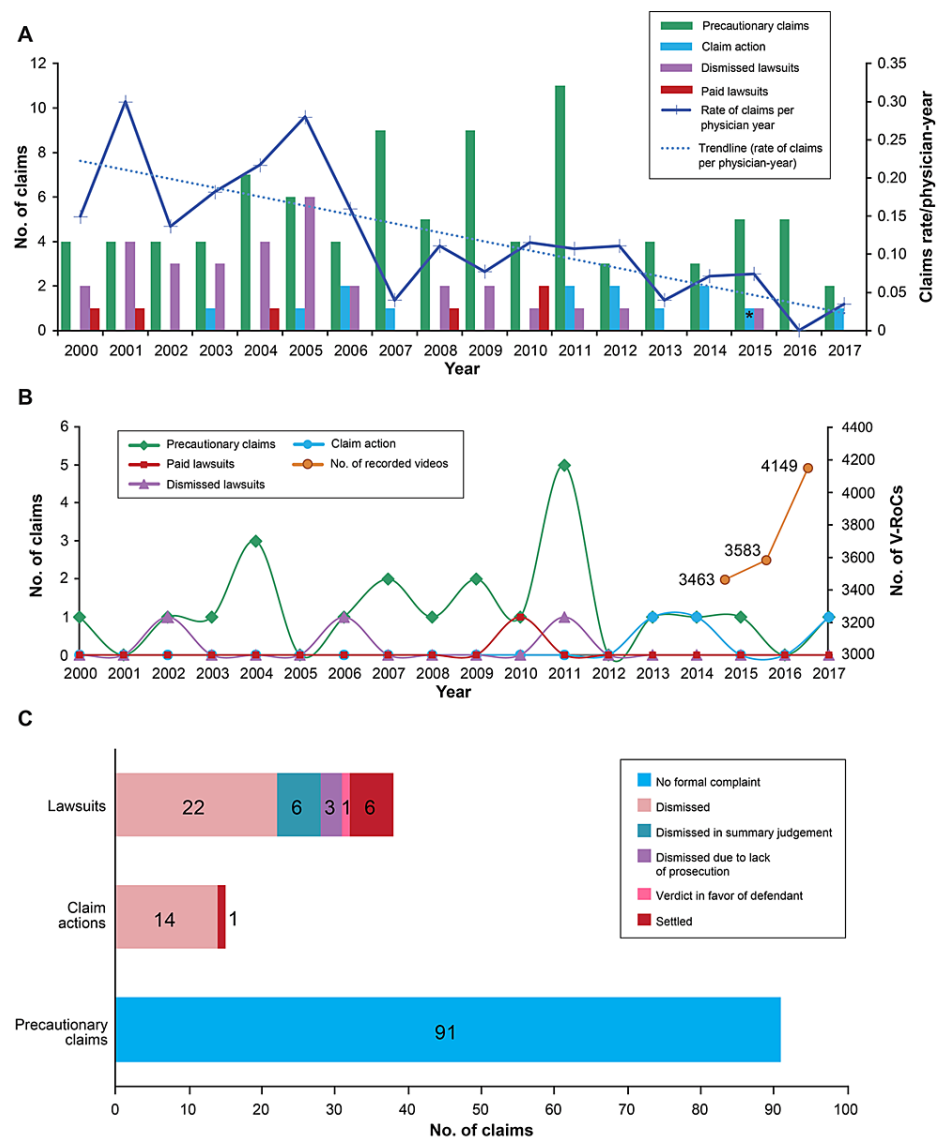 A
Precautionary claims
Claim action
Dismissed lawsuits
Paid lawsuits
Rate of claims per
physician year
Trendline (rate of claims
per physician-year)
No. of claims
12
10
8
6
4
2
0
Claims rate/physician-year
0.35
0.30
0.25
0.20
0.15
0.10
0.05
0
*
2000 2001 2002 2003 2004 2005 2006 2007 2008 2009 2010 2011 2012 2013 2014 2015 2016 2017
Year
B
Precautionary claims
Claim action
Paid lawsuits
No. of recorded videos
Dismissed lawsuits
No. of claims
6
5
4
3
2
1
0
No. of V-RoCs
4400
4200
4000
3800
3600
3400
3200
3000
3463
3583
4149
2000 2001 2002 2003 2004 2005 2006 2007 2008 2009 2010 2011 2012 2013 2014 2015 2016 2017
Year
C
No formal complaint
Dismissed
Dismissed in summary judgement
Dismissed due to lack
of prosecution
Verdict in favor of defendant
Settled
Lawsuits
22 6 3 1 6
Claim
actions
14 1
Precautionary
claims
91
0 10 20 30 40 50 60 70 80 90 100
No. of claims